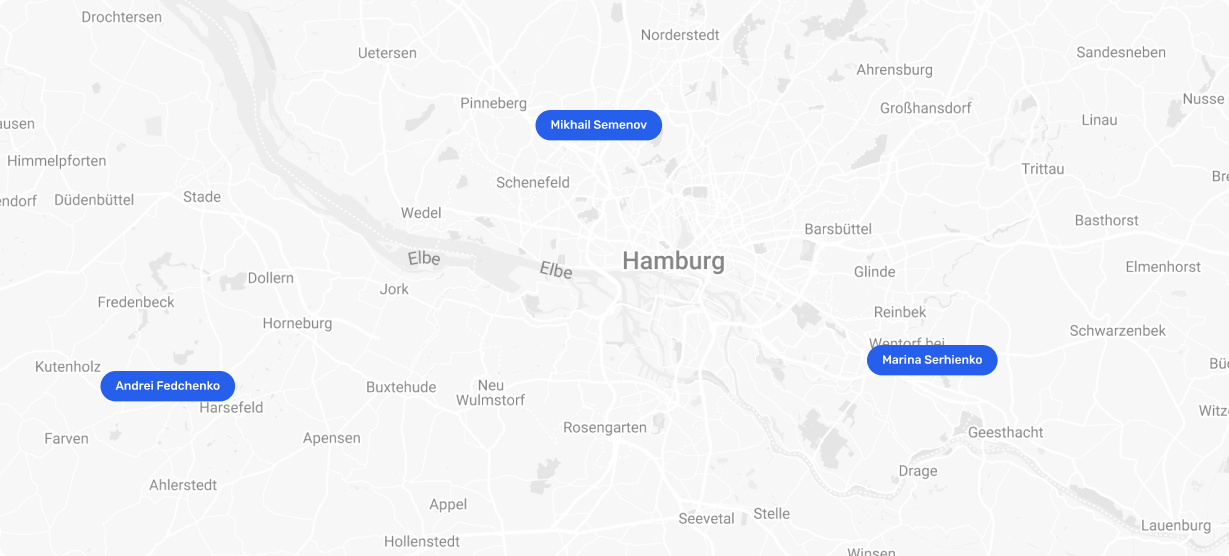 Drochtersen
Norderstedt
Uetersen
Sandesneben
Ahrensburg
Nusse
Pinneberg
Großhansdorf
Linau
ausen
Mikhail Semenov
Himmelpforten
Trittau
Bre
Schenefeld
endorf
Düdenbüttel
Stade
Wedel
Basthorst
Barsbüttel
Elbe
Elbe
Hamburg
Glinde
Elmenhorst
Dollern
Jork
Fredenbeck
Reinbek
Horneburg
Schwarzenbek
Wentorf bei
Marina Serhienko
Kutenholz
Bü
Andrei Fedchenko
Buxtehude
Neu
Wulmstorf
Harsefeld
Witz
Rosengarten
Farven
Apensen
Geesthacht
Drage
Ahlerstedt
Appel
Seevetal
Stelle
Lauenburg
Hollenstedt
Winsen